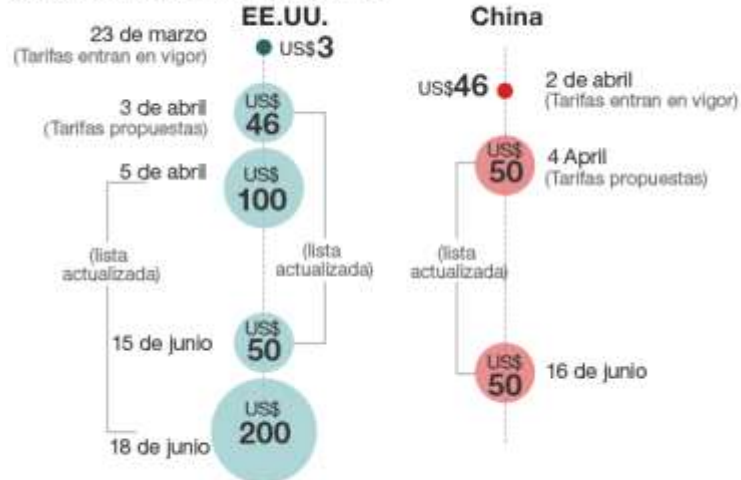 EE.UU.
23 de marzo
(Tarifas entran en vigor)
US$3
3 de abril
(Tarifas propuestas)
US$
46
5 de abril
US$
100
(lista
actualizada)
(lista
actualizada)
15 de junio
US$
50
18 de junio
US$
200
China
US$46
2 de abril
(Tarifas entran en vigor)
US$
50
4 April
(Tarifas propuestas)
(lista
actualizada)
US$
50
16 de junio